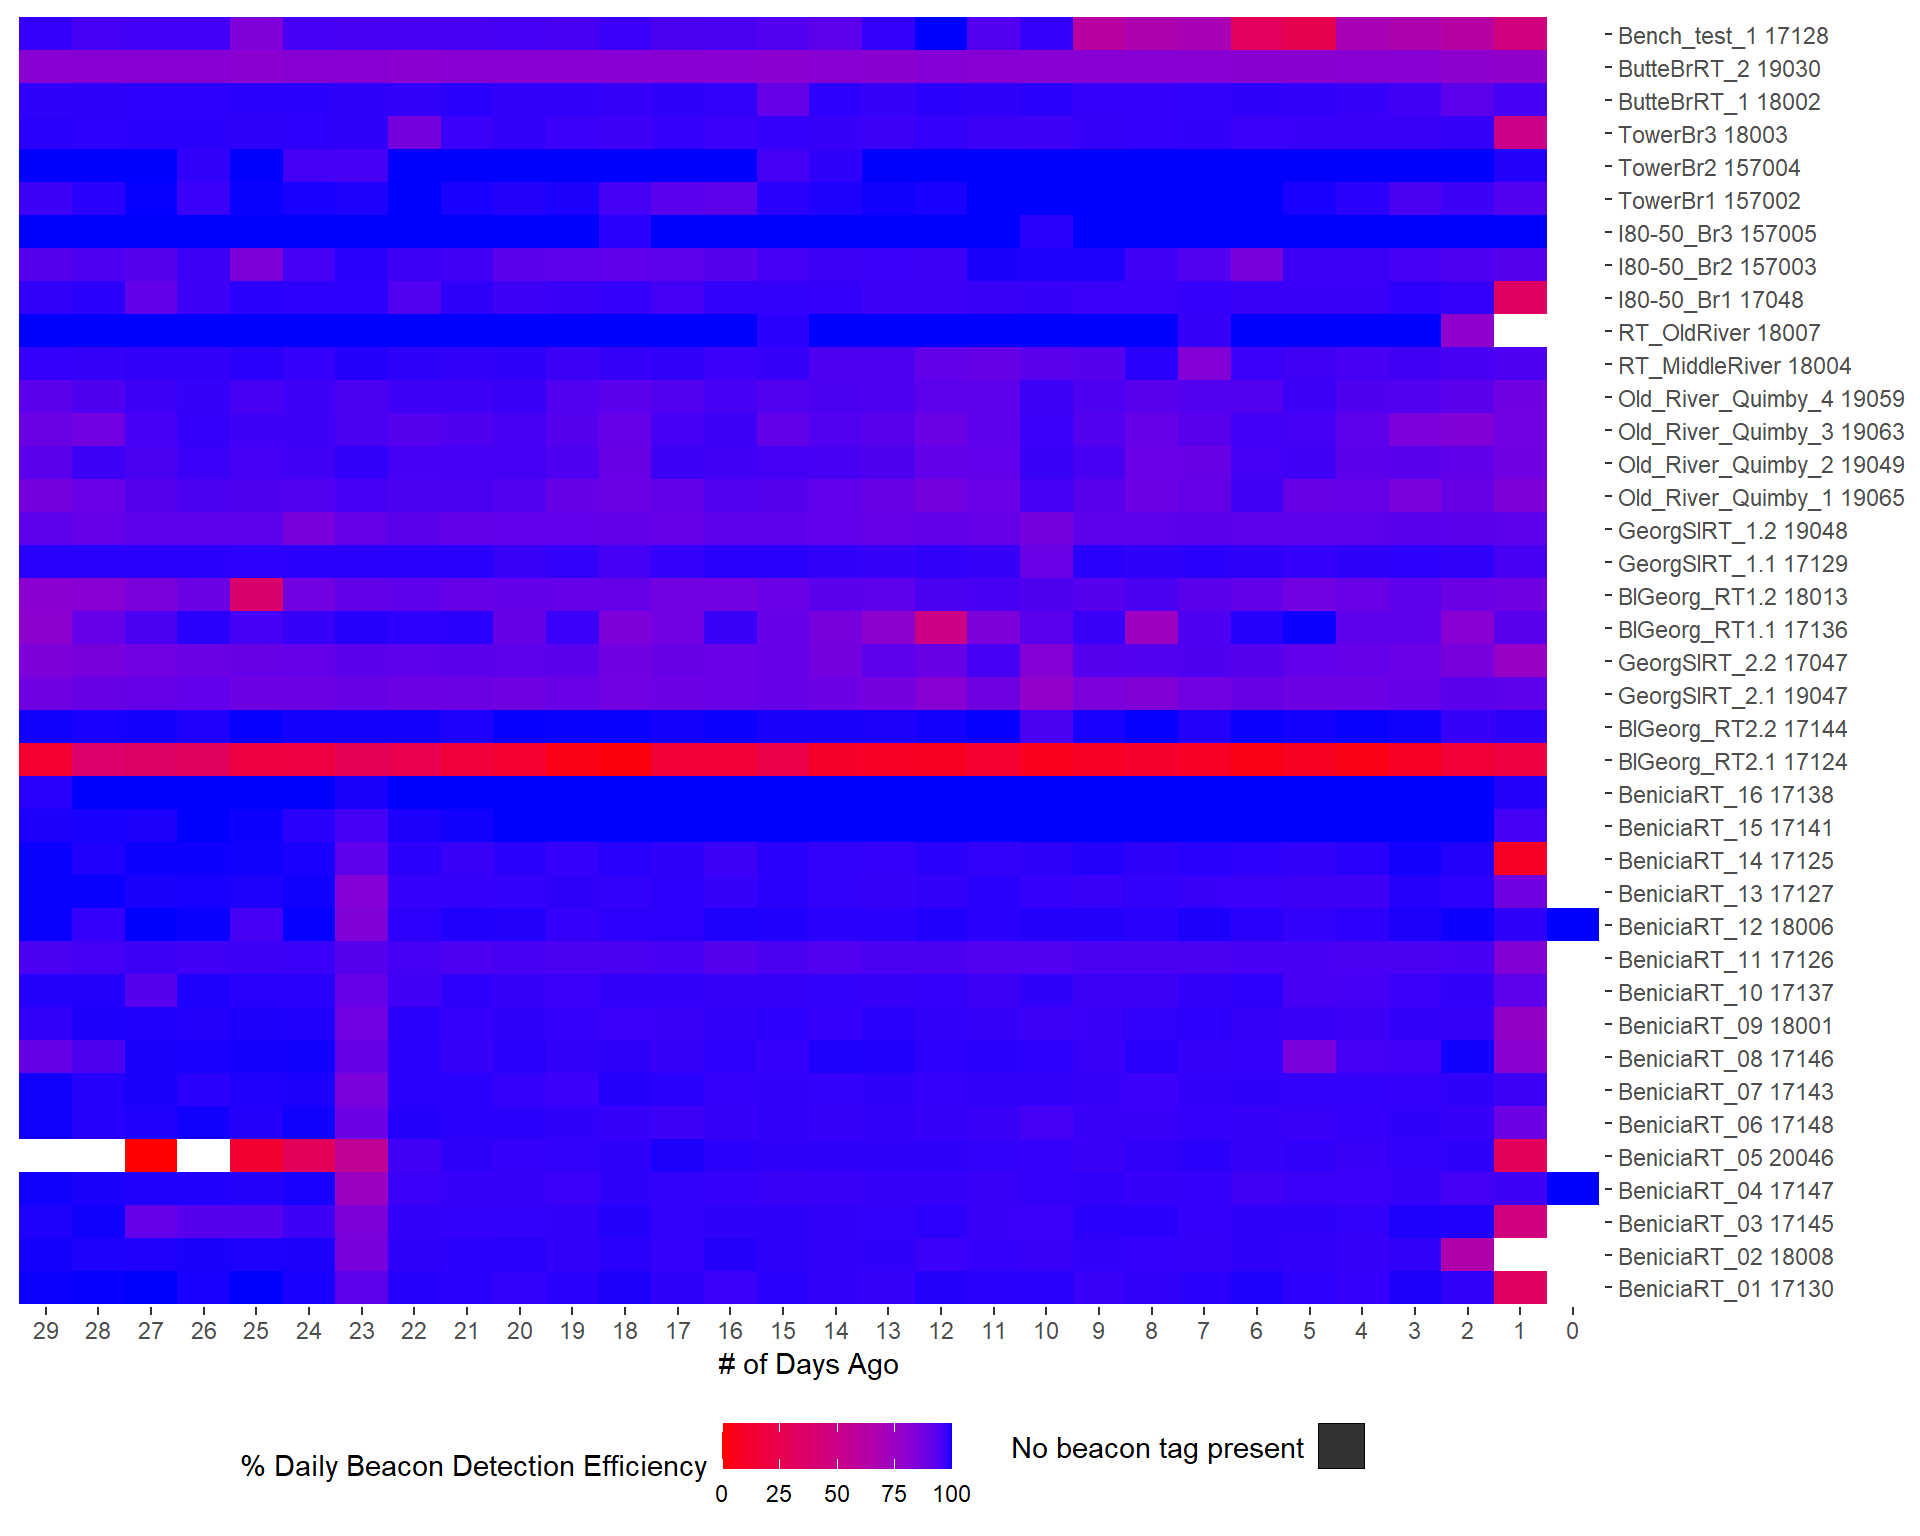 Bench_test_1 17128
ButteBrRT_2 19030
ButteBrRT_1 18002
TowerBr3 18003
TowerBr2 157004
TowerBr1 157002
I80-50_Br3 157005
I80-50_Br2 157003
I80-50_Br1 17048
RT_OldRiver 18007
RT_MiddleRiver 18004
Old_River_Quimby_4 19059
Old_River_Quimby_3 19063
Old_River_Quimby_2 19049
Old_River_Quimby_1 19065
GeorgSlRT_1.2 19048
GeorgSlRT_1.1 17129
BlGeorg_RT1.2 18013
BlGeorg_RT1.1 17136
GeorgSlRT_2.2 17047
GeorgSlRT_2.1 19047
BlGeorg_RT2.2 17144
BlGeorg_RT2.1 17124
BeniciaRT_16 17138
BeniciaRT_15 17141
BeniciaRT_14 17125
BeniciaRT_13 17127
BeniciaRT_12 18006
BeniciaRT_11 17126
BeniciaRT_10 17137
BeniciaRT_09 18001
BeniciaRT_08 17146
BeniciaRT_07 17143
BeniciaRT_06 17148
BeniciaRT_05 20046
BeniciaRT_04 17147
BeniciaRT_03 17145
BeniciaRT_02 18008
BeniciaRT_01 17130
29 28 27 26 25 24 23 22 21 20 19 18 17 16 15 14 13 12 11 10 9 8 7 6 5 4 3 2 1 0
# of Days Ago
% Daily Beacon Detection Efficiency
0 25 50 75 100
No beacon tag present